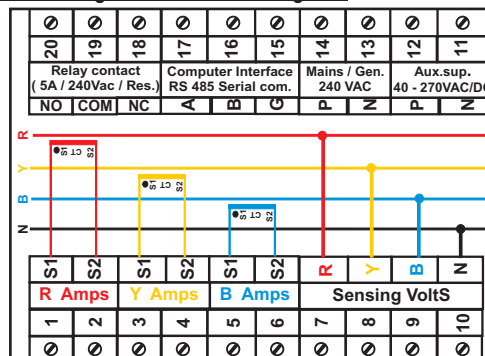 20 19 18 17 16 15 14 13 12 11
Relay contact Computer Interface Mains / Gen. Aux.sup.
( 5A / 240Vac / Res.) RS 485 Serial com. 240 VAC 40 - 270VAC/DC
NO COM NC A B G P N P N
R
S1 CT S2
Y
S1 CT S2
B
S1 CT S2
N
S1 S2 S1 S2 S1 S2 R Y B N
R Amps Y Amps B Amps Sensing VoltS
1 2 3 4 5 6 7 8 9 10